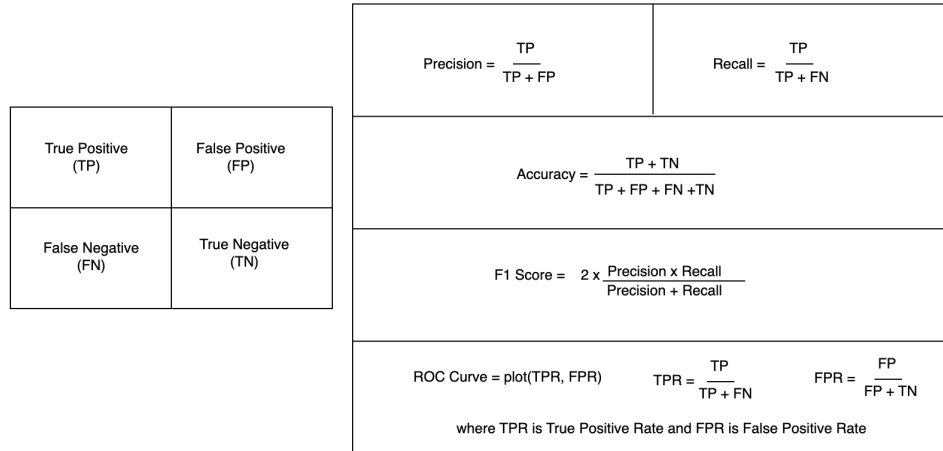 True Positive
(TP)
False Positive
(FP)
False Negative
(FN)
True Negative
(TN)
Precision = TP
TP + FP
Recall = TP
TP + FN
Accuracy = TP + TN
TP + FP + FN +TN
F1 Score = 2 x Precision x Recall
Precision + Recall
ROC Curve = plot(TPR, FPR)
TPR = TP
TP + FN
FPR = FP
FP + TN
where TPR is True Positive Rate and FPR is False Positive Rate